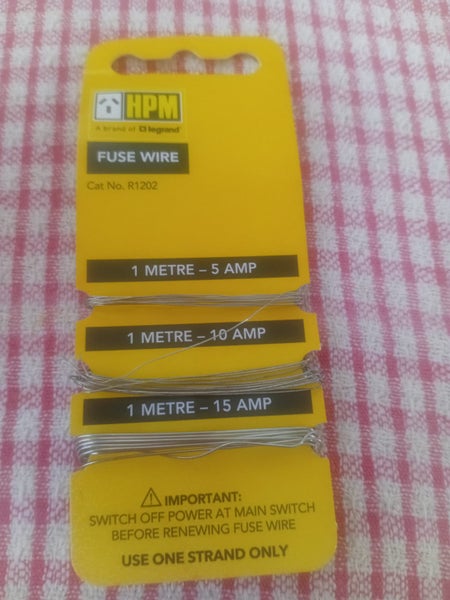 HPM
A brand of legrand
FUSE WIRE
Cat No. R1202
1 METRE – 5 AMP
1 METRE – 10 AMP
1 METRE – 15 AMP
IMPORTANT:
SWITCH OFF POWER AT MAIN SWITCH
BEFORE RENEWING FUSE WIRE
USE ONE STRAND ONLY